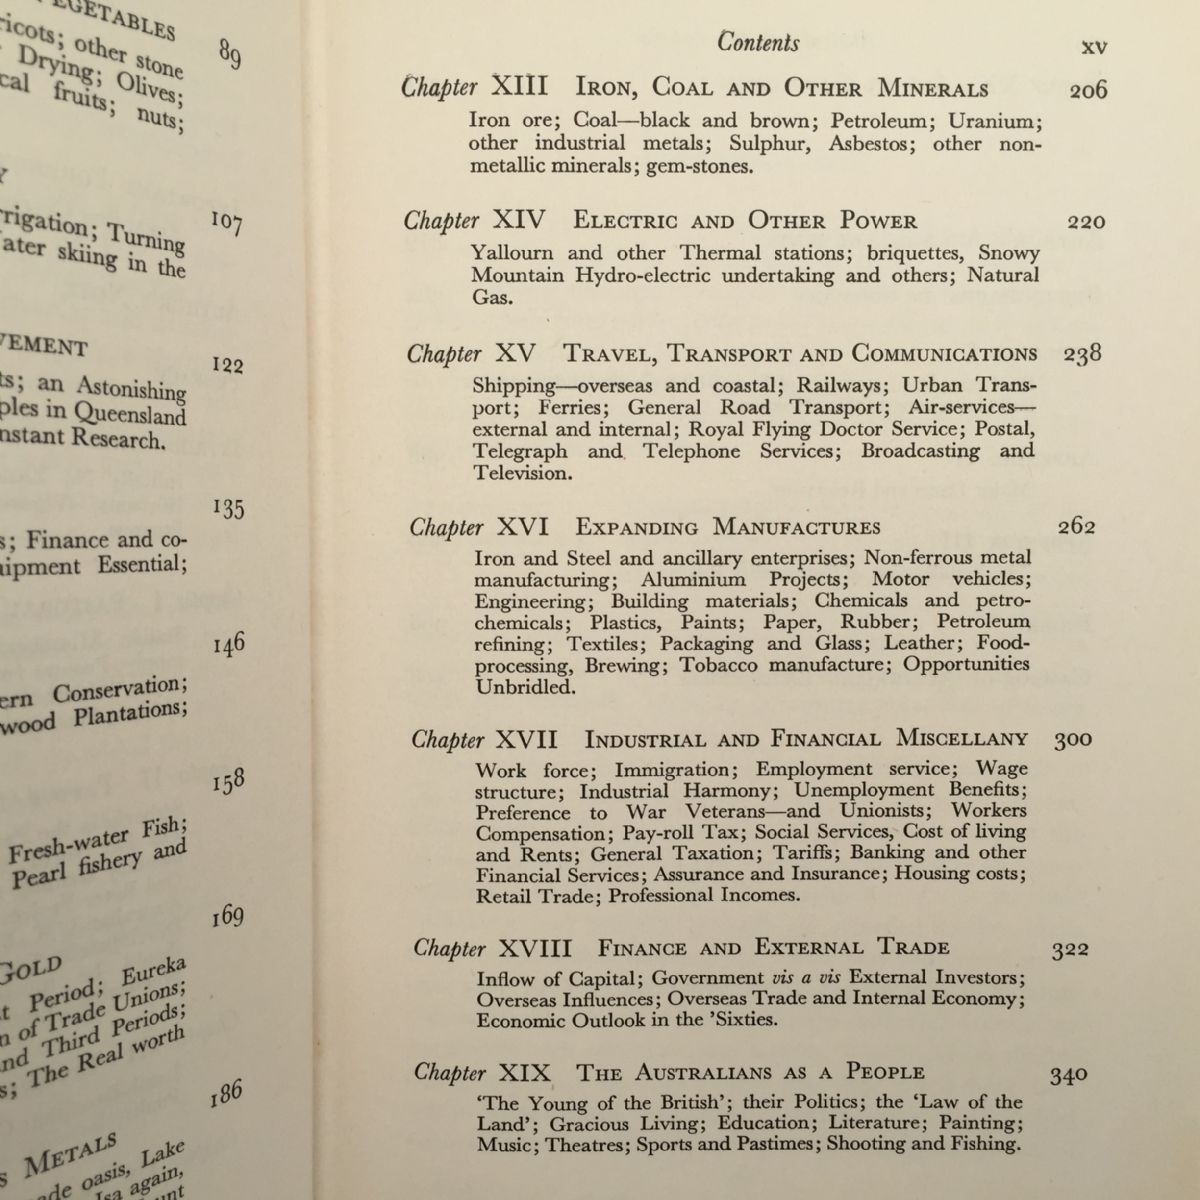 VEGETABLES 89
ricots; other stone
Drying; Olives;
cal fruits; nuts;
107
rrigation; Turning
ater skiing in the
VEMENT 122
ts; an Astonishing
ples in Queensland
nstant Research.
135
s; Finance and co-
uipment Essential;
146
ern Conservation;
wood Plantations;
158
Fresh-water Fish;
Pearl fishery and
169
GOLD
t Period; Eureka
n of Trade Unions;
nd Third Periods;
s; The Real worth
186
s METALS
de oasis, Lake
Isa again,
Contents xv
Chapter XIII IRON, COAL AND OTHER MINERALS 206
Iron ore; Coal—black and brown; Petroleum; Uranium;
other industrial metals; Sulphur, Asbestos; other non-
metallic minerals; gem-stones.
Chapter XIV ELECTRIC AND OTHER POWER 220
Yallourn and other Thermal stations; briquettes, Snowy
Mountain Hydro-electric undertaking and others; Natural
Gas.
Chapter XV TRAVEL, TRANSPORT AND COMMUNICATIONS 238
Shipping—overseas and coastal; Railways; Urban Trans-
port; Ferries; General Road Transport; Air-services—
external and internal; Royal Flying Doctor Service; Postal,
Telegraph and Telephone Services; Broadcasting and
Television.
Chapter XVI EXPANDING MANUFACTURES 262
Iron and Steel and ancillary enterprises; Non-ferrous metal
manufacturing; Aluminium Projects; Motor vehicles;
Engineering; Building materials; Chemicals and petro-
chemicals; Plastics, Paints; Paper, Rubber; Petroleum
refining; Textiles; Packaging and Glass; Leather; Food-
processing, Brewing; Tobacco manufacture; Opportunities
Unbridled.
Chapter XVII INDUSTRIAL AND FINANCIAL MISCELLANY 300
Work force; Immigration; Employment service; Wage
structure; Industrial Harmony; Unemployment Benefits;
Preference to War Veterans—and Unionists; Workers
Compensation; Pay-roll Tax; Social Services, Cost of living
and Rents; General Taxation; Tariffs; Banking and other
Financial Services; Assurance and Insurance; Housing costs;
Retail Trade; Professional Incomes.
Chapter XVIII FINANCE AND EXTERNAL TRADE 322
Inflow of Capital; Government vis a vis External Investors;
Overseas Influences; Overseas Trade and Internal Economy;
Economic Outlook in the ’Sixties.
Chapter XIX THE AUSTRALIANS AS A PEOPLE 340
‘The Young of the British’; their Politics; the ‘Law of the
Land’; Gracious Living; Education; Literature; Painting;
Music; Theatres; Sports and Pastimes; Shooting and Fishing.